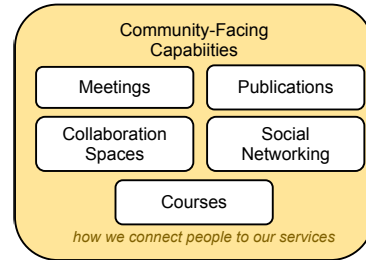 Community-Facing
Capabiities
Meetings
Publications
Collaboration
Spaces
Social
Networking
Courses
how we connect people to our services